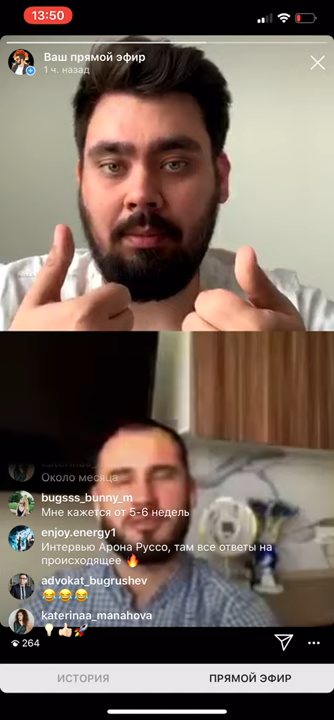 13:50
Ваш прямой эфир
1 ч. назад
Около месяца
bugsss_bunny_m
Мне кажется от 5-6 недель
enjoy.energy1
Интервью Арона Руссо, там все ответы на
происходящее 🔥
advokat_bugrushev
😂😂😂
katerinaa_manahova
💡👍🏻🚀
264
ИСТОРИЯ
ПРЯМОЙ ЭФИР